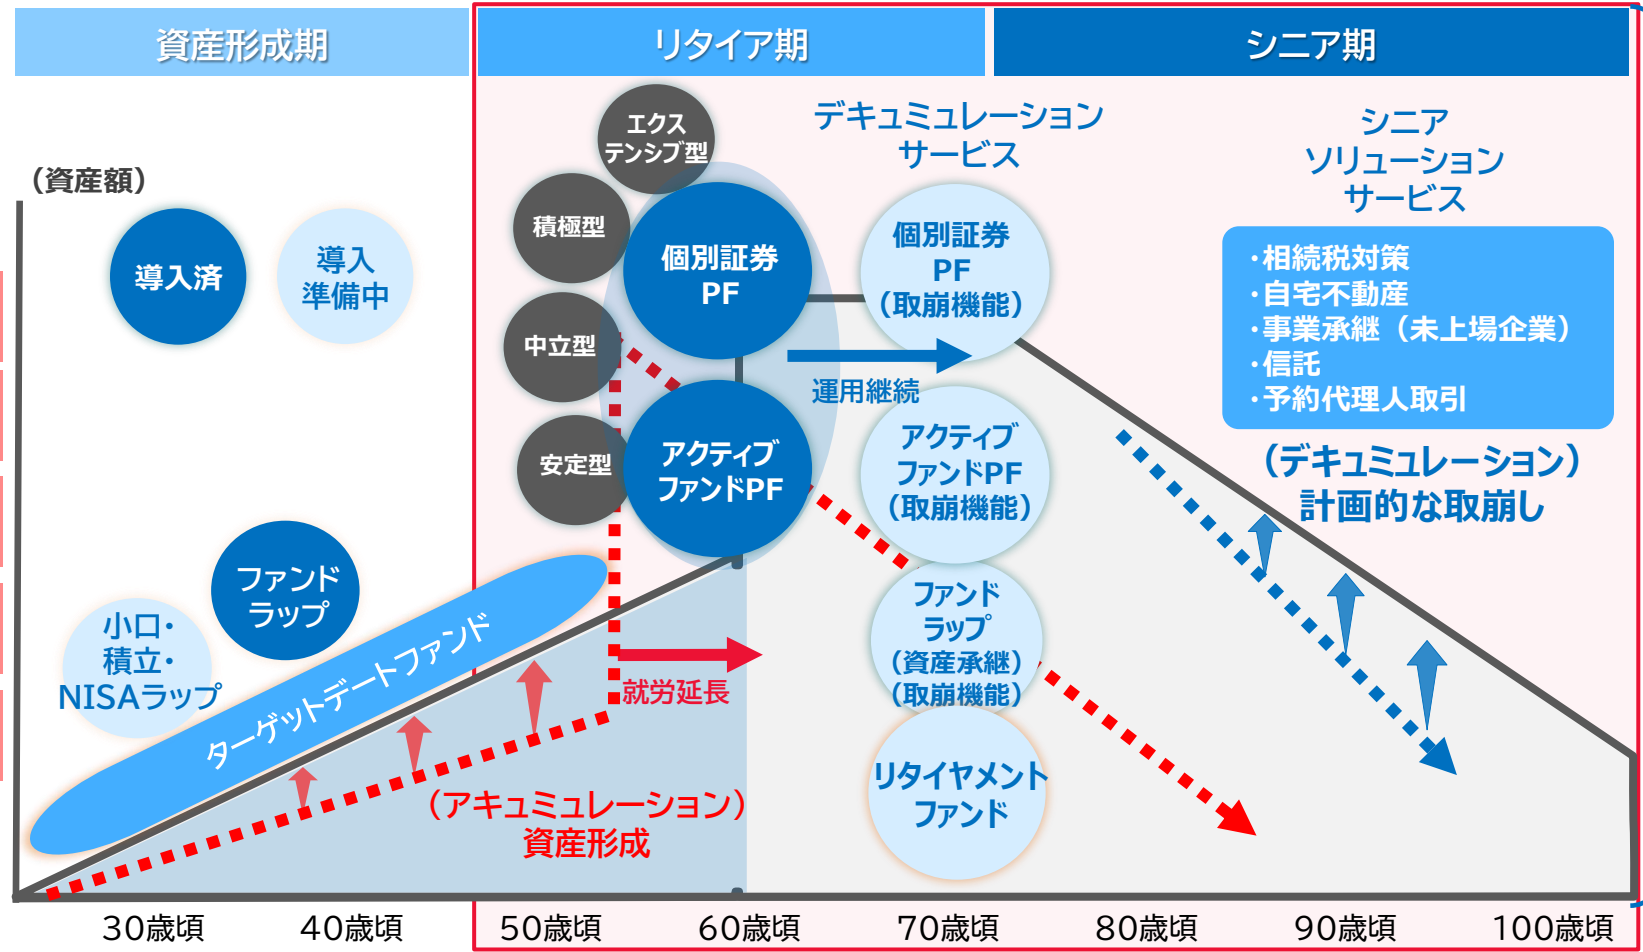 資産形成期
リタイア期
シニア期
（資産額）
導入済
導入
準備中
エクス
テンシブ型
積極型
中立型
安定型
個別証券
PF
アクティブ
ファンドPF
デキュミュレーション
サービス
個別証券
PF
（取崩機能）
運用継続
アクティブ
ファンドPF
（取崩機能）
ファンド
ラップ
（資産承継）
（取崩機能）
リタイヤメント
ファンド
シニア
ソリューション
サービス
・相続税対策
・自宅不動産
・事業承継（未上場企業）
・信託
・予約代理人取引
（デキュミュレーション）
計画的な取崩し
ファンド
ラップ
小口・
積立・
NISAラップ
ターゲットデートファンド
就労延長
（アキュミュレーション）
資産形成
30歳頃
40歳頃
50歳頃
60歳頃
70歳頃
80歳頃
90歳頃
100歳頃